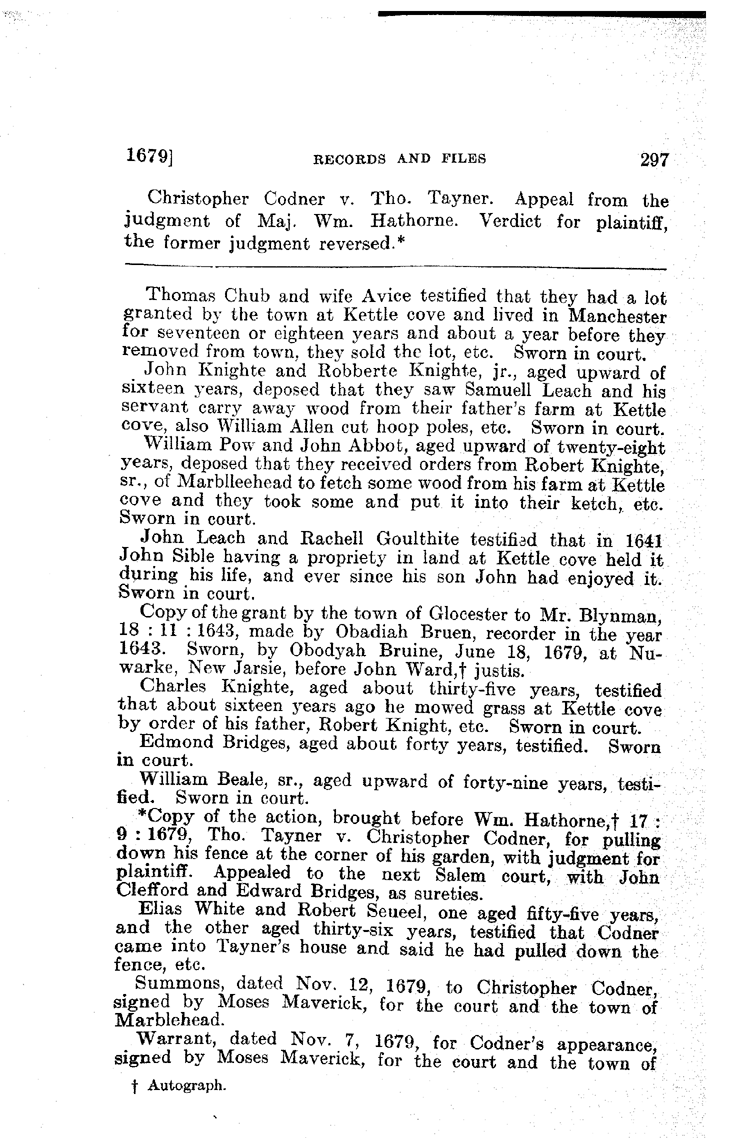 1679] RECORDS AND FILES 297
Christopher Codner v. Tho. Tayner. Appeal from the
judgment of Maj. Wm. Hathorne. Verdict for plaintiff,
the former judgment reversed.*
Thomas Chub and wife Avice testified that they had a lot
granted by the town at Kettle cove and lived in Manchester
for seventeen or eighteen years and about a year before they
removed from town, they sold the lot, etc. Sworn in court.
John Knighte and Robberte Knighte, jr., aged upward of
sixteen years, deposed that they saw Samuell Leach and his
servant carry away wood from their father's farm at Kettle
cove, also William Allen cut hoop poles, etc. Sworn in court.
William Pow and John Abbot, aged upward of twenty-eight
years, deposed that they received orders from Robert Knighte,
sr., of Marblleehead to fetch some wood from his farm at Kettle
cove and they took some and put it into their ketch, etc.
Sworn in court.
John Leach and Rachell Goulthite testified that in 1641
John Sible having a propriety in land at Kettle cove held it
during his life, and ever since his son John had enjoyed it.
Sworn in court.
Copy of the grant by the town of Glocester to Mr. Blynman,
18 : 11 : 1643, made by Obadiah Bruen, recorder in the year
1643. Sworn, by Obodyah Bruine, June 18, 1679, at Nu-
warke, New Jarsie, before John Ward,† justis.
Charles Knighte, aged about thirty-five years, testified
that about sixteen years ago he mowed grass at Kettle cove
by order of his father, Robert Knight, etc. Sworn in court.
Edmond Bridges, aged about forty years, testified. Sworn
in court.
William Beale, sr., aged upward of forty-nine years, testi-
fied. Sworn in court.
*Copy of the action, brought before Wm. Hathorne,† 17 :
9 : 1679, Tho. Tayner v. Christopher Codner, for pulling
down his fence at the corner of his garden, with judgment for
plaintiff. Appealed to the next Salem court, with John
Clefford and Edward Bridges, as sureties.
Elias White and Robert Seueel, one aged fifty-five years,
and the other aged thirty-six years, testified that Codner
came into Tayner's house and said he had pulled down the
fence, etc.
Summons, dated Nov. 12, 1679, to Christopher Codner,
signed by Moses Maverick, for the court and the town of
Marblehead.
Warrant, dated Nov. 7, 1679, for Codner's appearance,
signed by Moses Maverick, for the court and the town of
† Autograph.